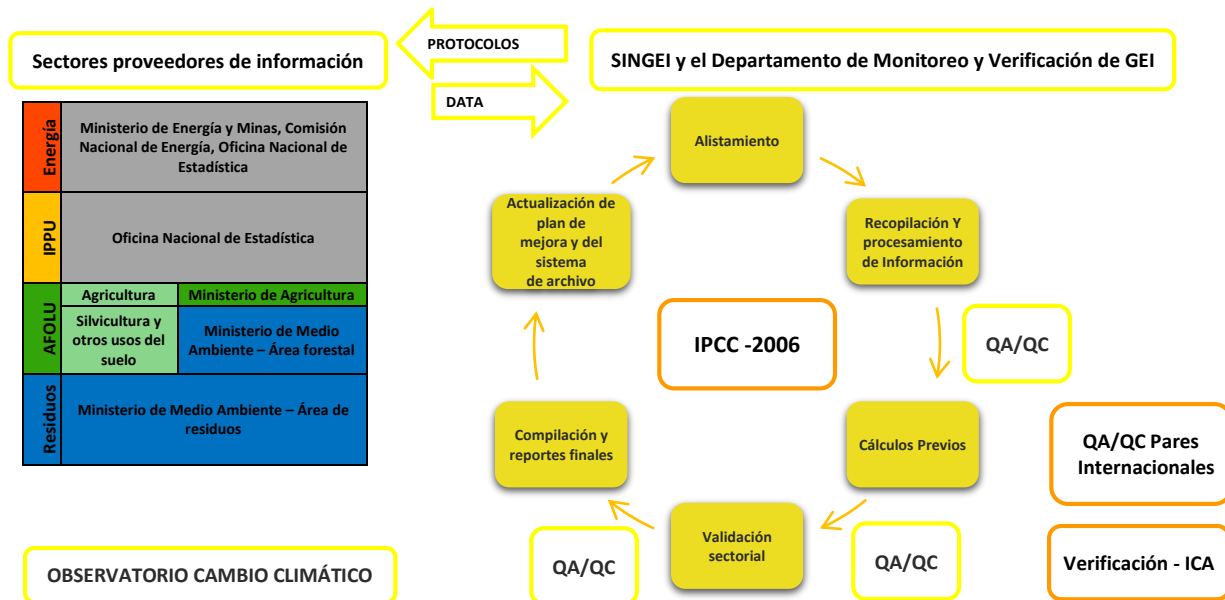 Sectores proveedores de información
PROTOCOLOS
DATA
SINGEI y el Departamento de Monitoreo y Verificación de GEI
Energía
Ministerio de Energía y Minas, Comisión
Nacional de Energía, Oficina Nacional de
Estadística
IPPU
Oficina Nacional de Estadística
AFOLU
Agricultura
Ministerio de Agricultura
Silvicultura y
otros usos del
suelo
Ministerio de Medio
Ambiente – Área forestal
Residuos
Ministerio de Medio Ambiente – Área de
residuos
OBSERVATORIO CAMBIO CLIMÁTICO
Alistamiento
Recopilación Y
procesamiento
de Información
QA/QC
Cálculos Previos
QA/QC
Validación
sectorial
QA/QC
Compilación y
reportes finales
Actualización de
plan de
mejora y del
sistema
de archivo
IPCC -2006
QA/QC Pares
Internacionales
Verificación - ICA